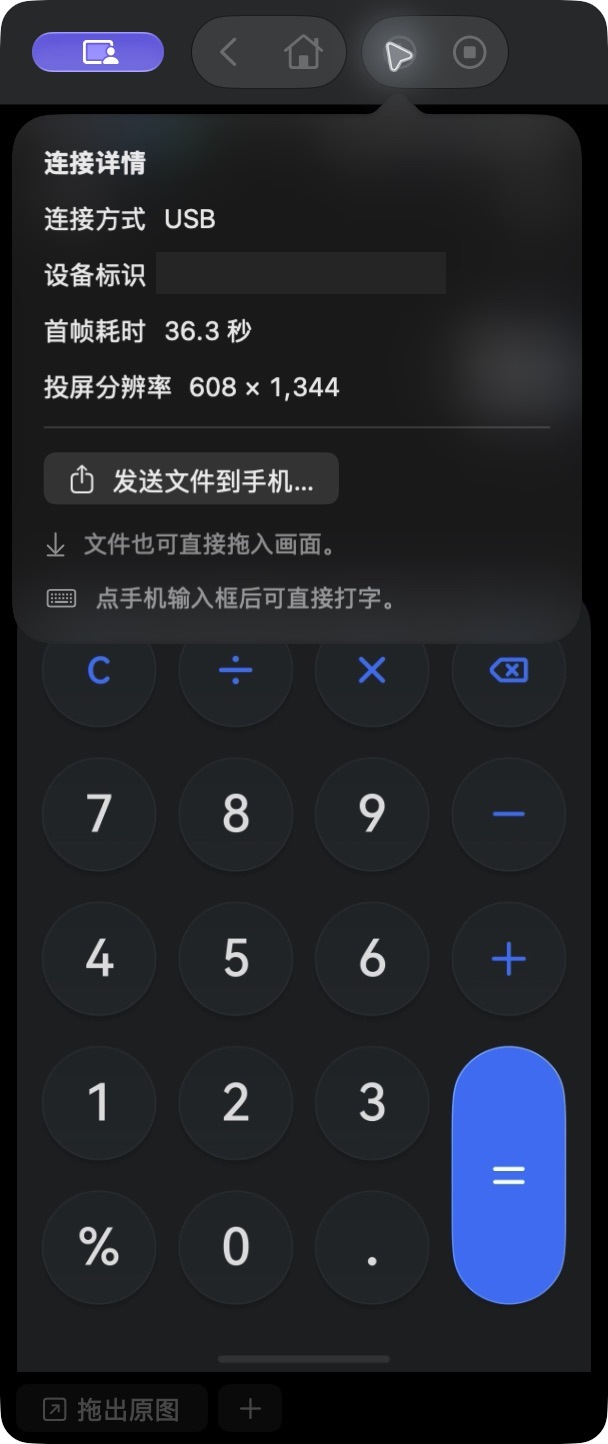 连接详情
连接方式 USB
设备标识
首帧耗时 36.3 秒
投屏分辨率 608 × 1,344
发送文件到手机...
文件也可直接拖入画面。
点手机输入框后可直接打字。
C ÷ ×
7 8 9 −
4 5 6 +
1 2 3
=
% 0 .
拖出原图 +